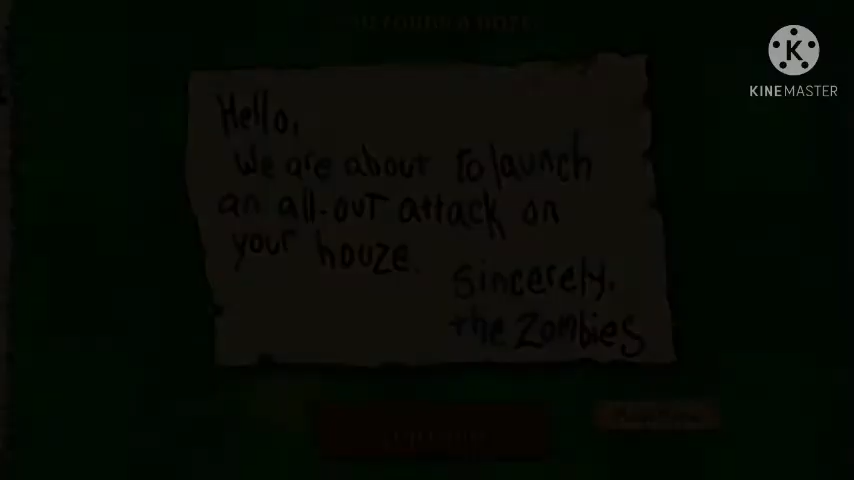 KINEMASTER
Hello,
We are about to launch
an all-out attack on
your houze.
Sincerely,
the Zombies